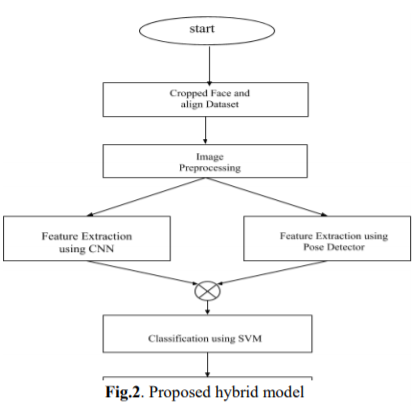 start
Cropped Face and
align Dataset
Image
Preprocessing
Feature Extraction
using CNN
Feature Extraction using
Pose Detector
Classification using SVM
Fig.2. Proposed hybrid model